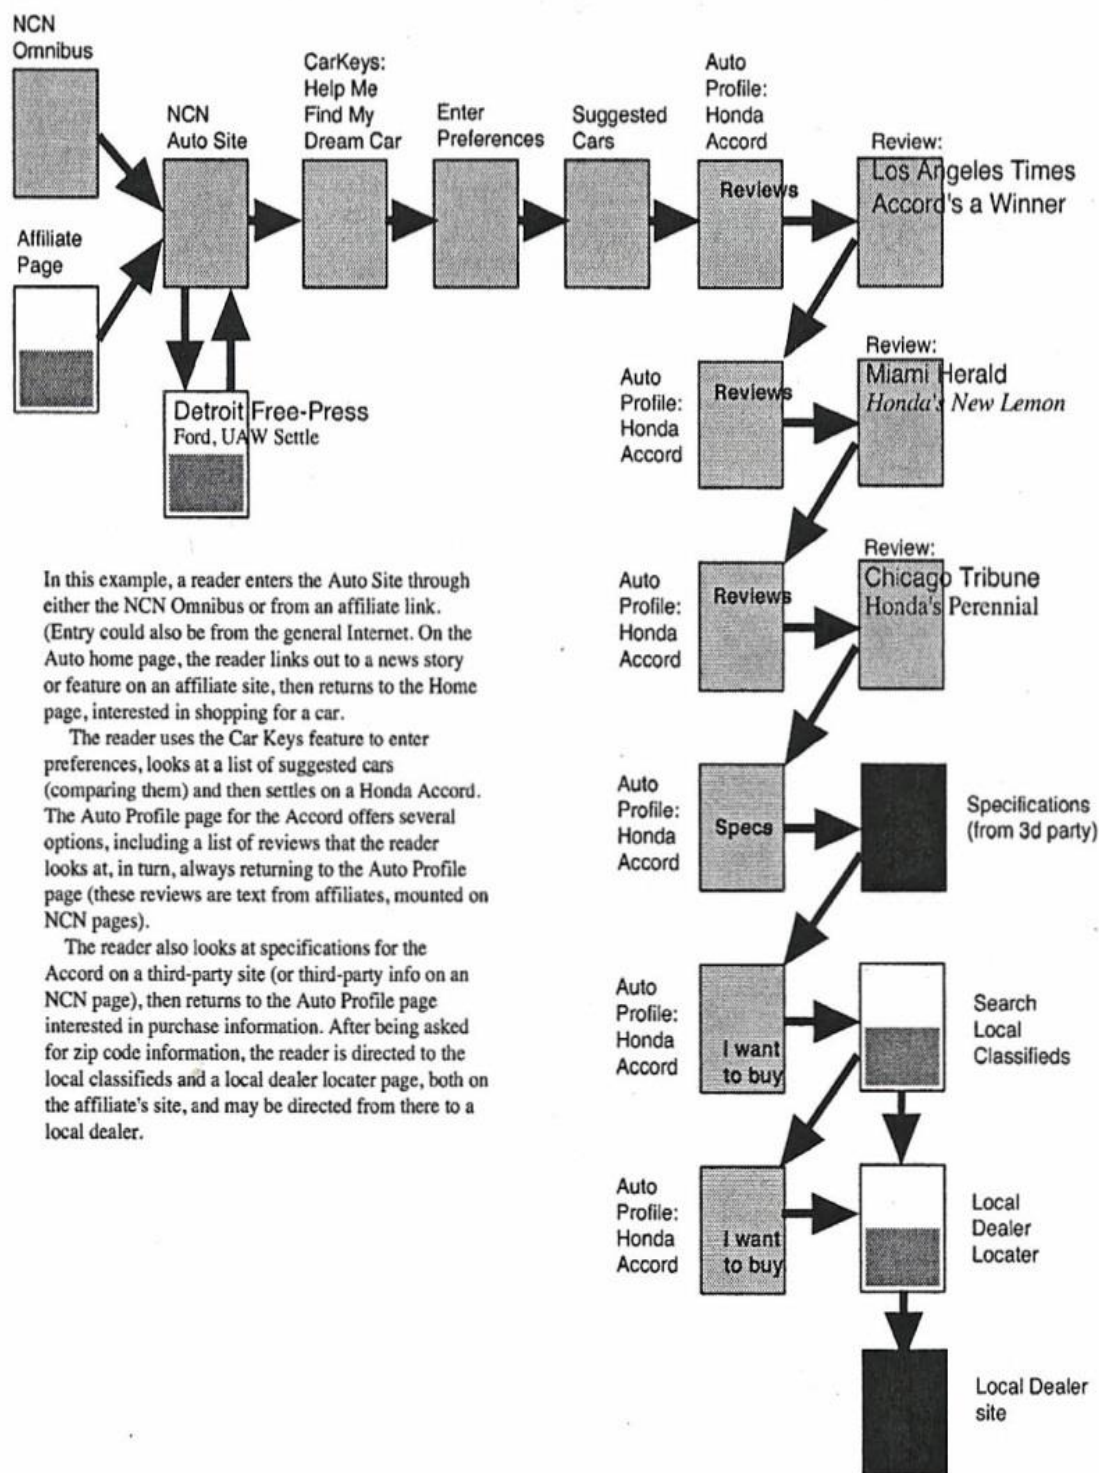 NCN
Omnibus
NCN
Auto Site
CarKeys:
Help Me
Find My
Dream Car
Enter
Preferences
Suggested
Cars
Auto
Profile:
Honda
Accord
Reviews
Review:
Los Angeles Times
Accord's a Winner
Affiliate
Page
Detroit Free-Press
Ford, UAW Settle
Auto
Profile:
Honda
Accord
Reviews
Review:
Miami Herald
Honda's New Lemon
Auto
Profile:
Honda
Accord
Reviews
Review:
Chicago Tribune
Honda's Perennial
In this example, a reader enters the Auto Site through
either the NCN Omnibus or from an affiliate link.
(Entry could also be from the general Internet. On the
Auto home page, the reader links out to a news story
or feature on an affiliate site, then returns to the Home
page, interested in shopping for a car.
The reader uses the Car Keys feature to enter
preferences, looks at a list of suggested cars
(comparing them) and then settles on a Honda Accord.
The Auto Profile page for the Accord offers several
options, including a list of reviews that the reader
looks at, in turn, always returning to the Auto Profile
page (these reviews are text from affiliates, mounted on
NCN pages).
The reader also looks at specifications for the
Accord on a third-party site (or third-party info on an
NCN page), then returns to the Auto Profile page
interested in purchase information. After being asked
for zip code information, the reader is directed to the
local classifieds and a local dealer locater page, both on
the affiliate's site, and may be directed from there to a
local dealer.
Auto
Profile:
Honda
Accord
Specs
Specifications
(from 3d party)
Auto
Profile:
Honda
Accord
I want
to buy
Search
Local
Classifieds
Auto
Profile:
Honda
Accord
I want
to buy
Local
Dealer
Locater
Local Dealer
site